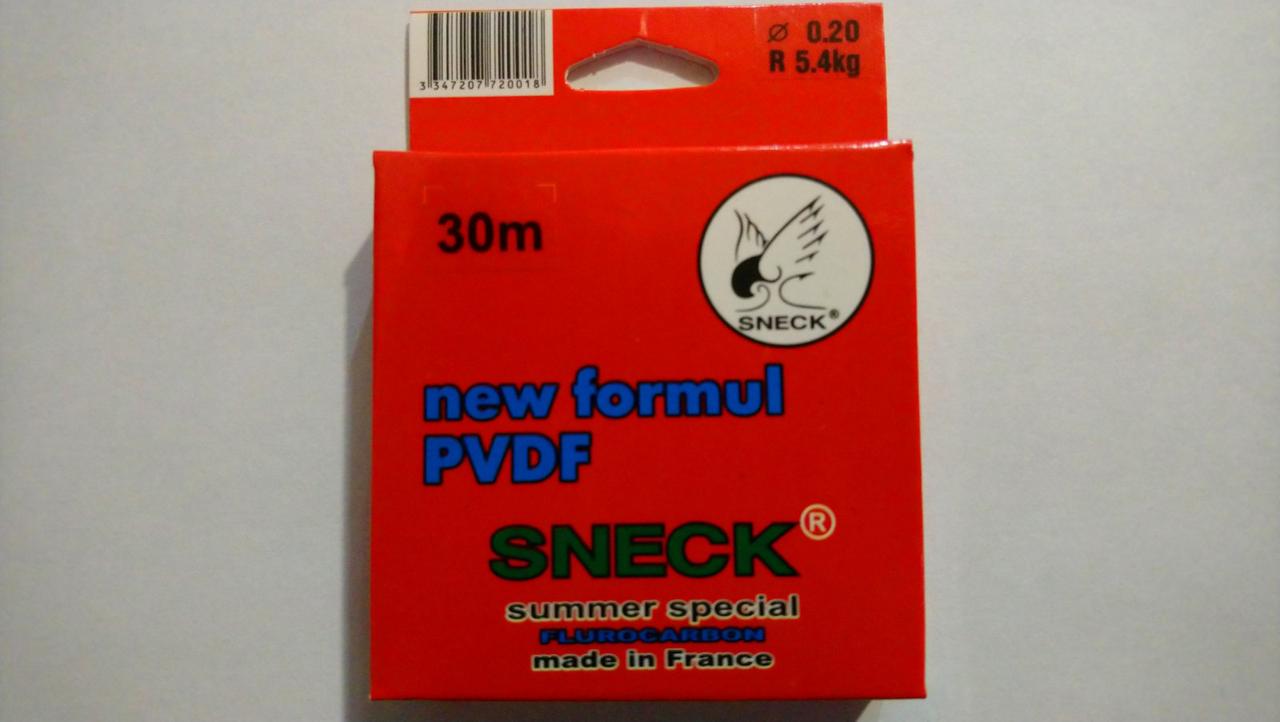 3 347207 720018
Ø 0.20
R 5.4kg
30m
SNECK®
new formul
PVDF
SNECK®
summer special
FLUROCARBON
made in France